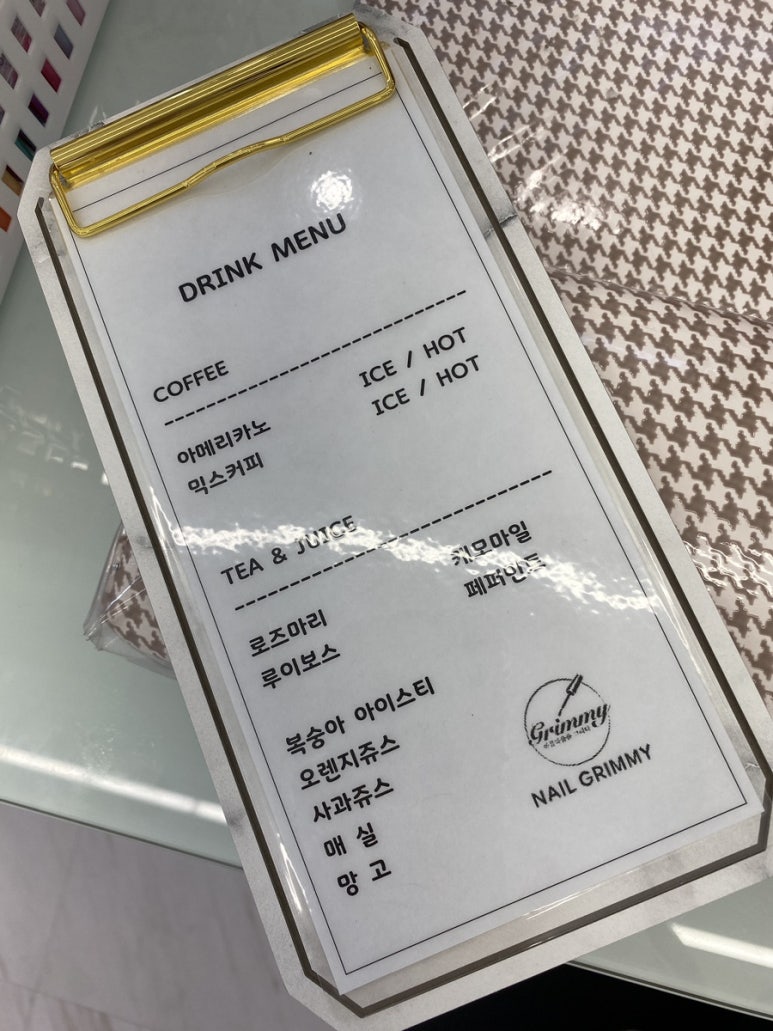 DRINK MENU
COFFEE
아메리카노 ICE / HOT
믹스커피 ICE / HOT
TEA & JUICE
로즈마리 캐모마일
루이보스 페퍼민트
복숭아 아이스티
오렌지쥬스
사과쥬스
매 실
망 고
Grimmy
NAIL GRIMMY